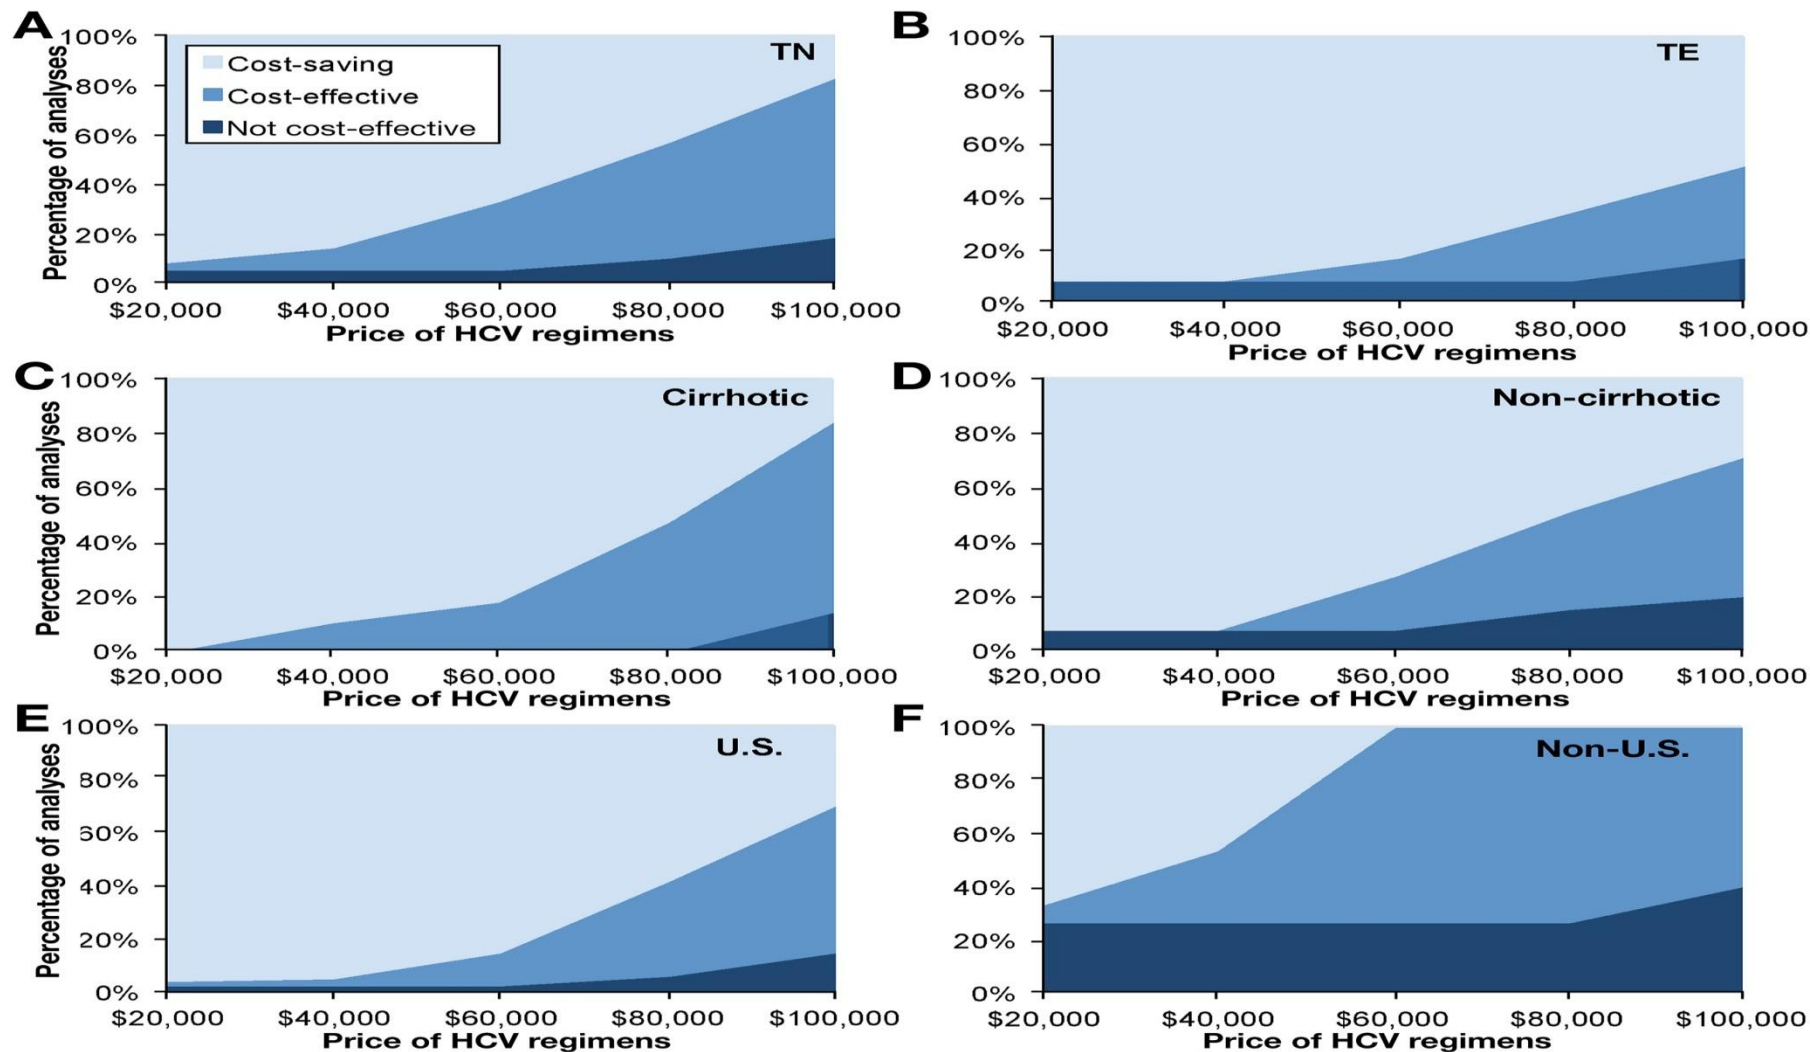 A
Percentage of analyses
100%
80%
60%
40%
20%
0%
Cost-saving
Cost-effective
Not cost-effective
TN
$20,000 $40,000 $60,000 $80,000 $100,000
Price of HCV regimens
B
100%
80%
60%
40%
20%
0%
TE
$20,000 $40,000 $60,000 $80,000 $100,000
Price of HCV regimens
C
Percentage of analyses
100%
80%
60%
40%
20%
0%
Cirrhotic
$20,000 $40,000 $60,000 $80,000 $100,000
Price of HCV regimens
D
100%
80%
60%
40%
20%
0%
Non-cirrhotic
$20,000 $40,000 $60,000 $80,000 $100,000
Price of HCV regimens
E
Percentage of analyses
100%
80%
60%
40%
20%
0%
U.S.
$20,000 $40,000 $60,000 $80,000 $100,000
Price of HCV regimens
F
100%
80%
60%
40%
20%
0%
Non-U.S.
$20,000 $40,000 $60,000 $80,000 $100,000
Price of HCV regimens